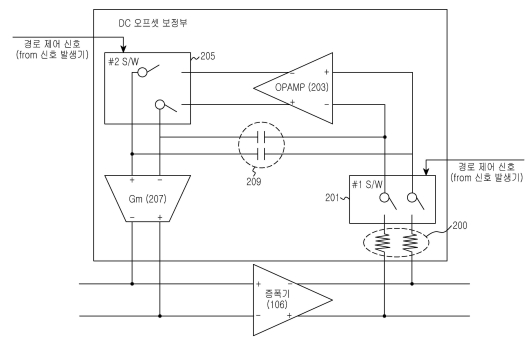 DC 오프셋 보정부
경로 제어 신호
(from 신호 발생기)
#2 S/W
205
− +
OPAMP (203)
+ −
209
경로 제어 신호
(from 신호 발생기)
#1 S/W
201
200
+ −
Gm (207)
− +
+ −
증폭기
(106)
− +